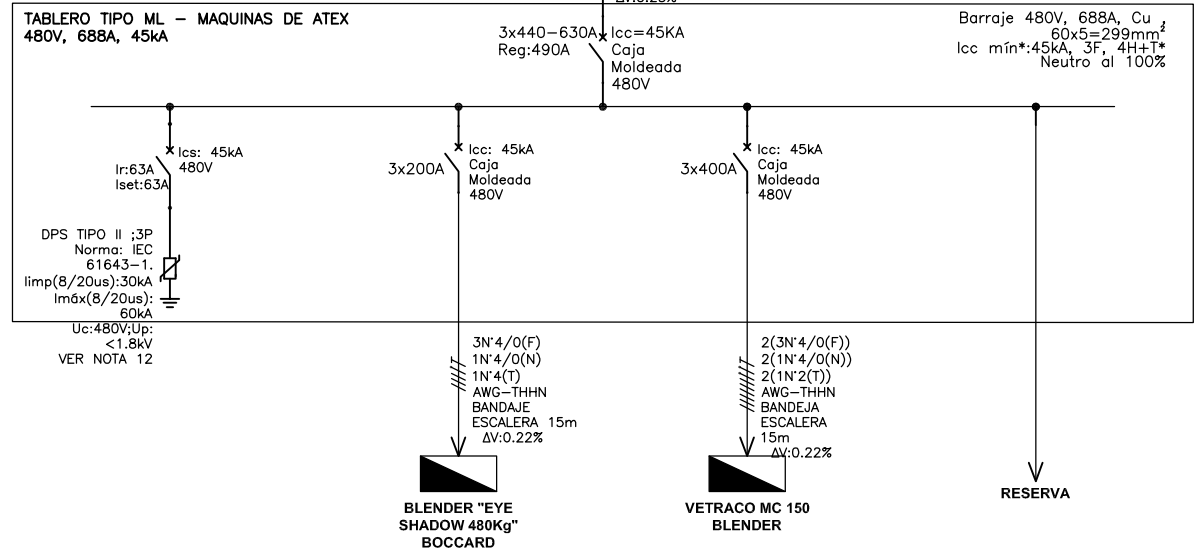 TABLERO TIPO ML - MAQUINAS DE ATEX
480V, 688A, 45kA
3x440-630A
Reg:490A
Icc=45KA
Caja
Moldeada
480V
Barraje 480V, 688A, Cu ,
60x5=299mm²
Icc mín*:45kA, 3F, 4H+T*
Neutro al 100%
Ir:63A
Iset:63A
Ics: 45kA
480V
DPS TIPO II ;3P
Norma: IEC
61643-1.
Iimp(8/20us):30kA
Imáx(8/20us):
60kA
Uc:480V;Up:
<1.8kV
VER NOTA 12
3x200A
Icc: 45kA
Caja
Moldeada
480V
3x400A
Icc: 45kA
Caja
Moldeada
480V
3N°4/0(F)
1N°4/0(N)
1N°4(T)
AWG-THHN
BANDAJE
ESCALERA 15m
ΔV:0.22%
2(3N°4/0(F))
2(1N°4/0(N))
2(1N°2(T))
AWG-THHN
BANDEJA
ESCALERA
15m
ΔV:0.22%
BLENDER "EYE
SHADOW 480Kg"
BOCCARD
VETRACO MC 150
BLENDER
RESERVA